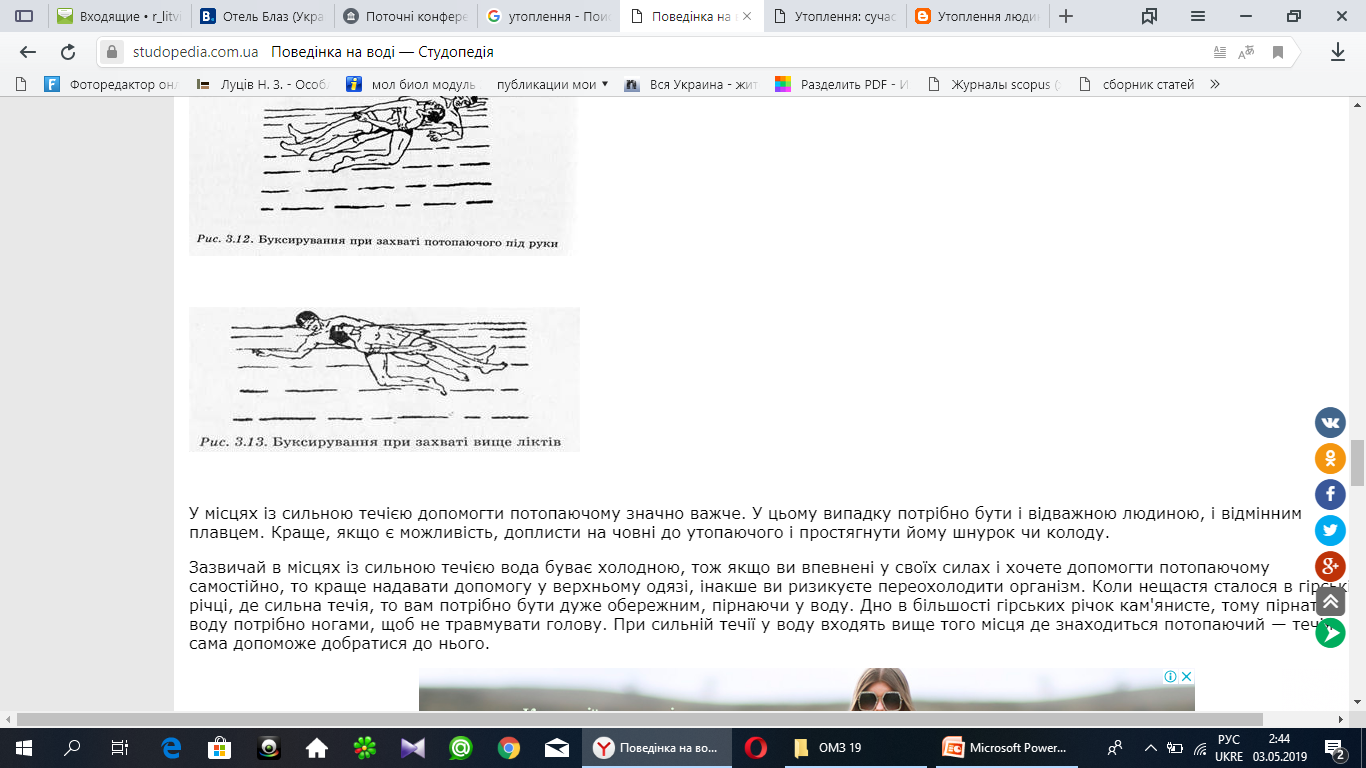 Входящие • r_litvi
Отель Блаз (Укра
Поточні конфере
утоплення - Поис
Поведінка на
Утоплення: сучас
Утоплення люди
studopedia.com.ua Поведінка на воді — Студопедія
Фоторедактор онл
Луців Н. З. - Особл
мол биол модуль
публикации мои
Вся Украина - жит
Разделить PDF - И
Журналы scopus (
сборник статей
Рис. 3.12. Буксирування при захваті потопаючого під руки
Рис. 3.13. Буксирування при захваті вище ліктів
У місцях із сильною течією допомогти потопаючому значно важче. У цьому випадку потрібно бути і відважною людиною, і відмінним
плавцем. Краще, якщо є можливість, доплисти на човні до утопаючого і простягнути йому шнурок чи колоду.
Зазвичай в місцях із сильною течією вода буває холодною, тож якщо ви впевнені у своїх силах і хочете допомогти потопаючому
самостійно, то краще надавати допомогу у верхньому одязі, інакше ви ризикуєте переохолодити організм. Коли нещастя сталося в гірськ
річці, де сильна течія, то вам потрібно бути дуже обережним, пірнаючи у воду. Дно в більшості гірських річок кам'янисте, тому пірнат
воду потрібно ногами, щоб не травмувати голову. При сильній течії у воду входять вище того місця де знаходиться потопаючий — течі
сама допоможе добратися до нього.
Поведінка на во...
ОМЗ 19
Microsoft Power...
РУС
UKRE
2:44
03.05.2019
2